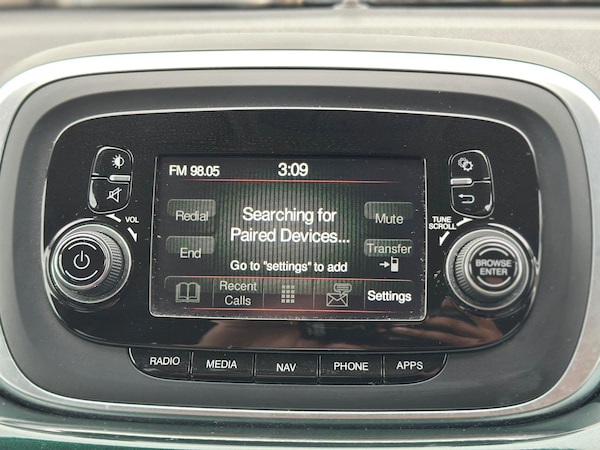 FM 98.05 3:09
Redial
Searching for
Paired Devices...
Mute
End
Transfer
Go to "settings" to add
Recent
Calls
Settings
VOL
TUNE
SCROLL
BROWSE
ENTER
RADIO MEDIA NAV PHONE APPS